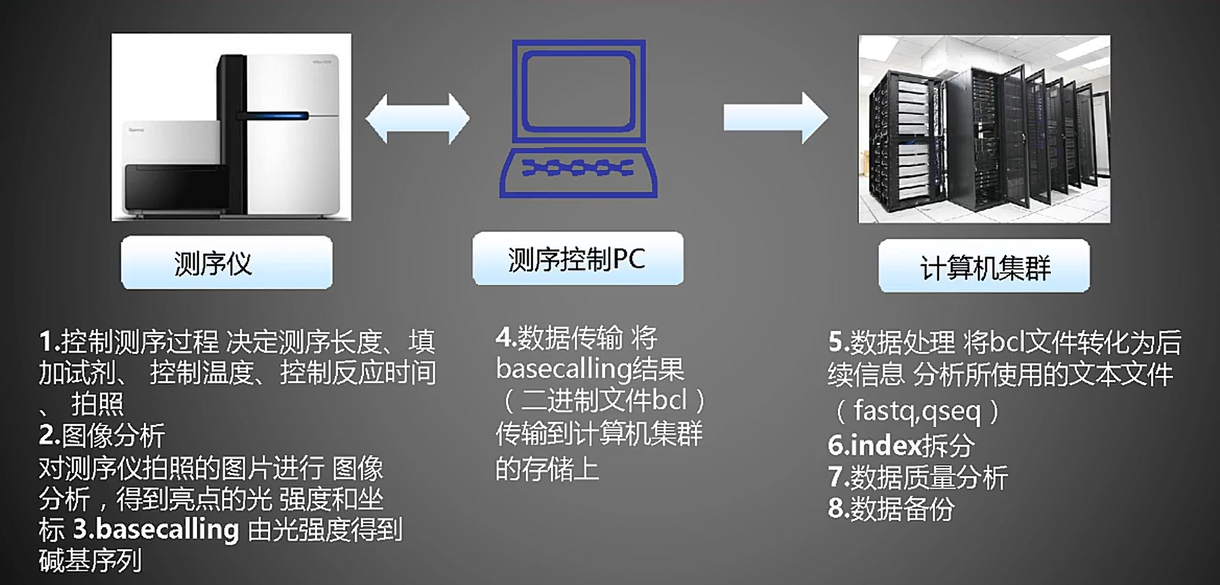 测序仪
测序控制PC
计算机集群
1.控制测序过程 决定测序长度、填
加试剂、 控制温度、控制反应时间
、 拍照
2.图像分析
对测序仪拍照的图片进行 图像
分析，得到亮点的光 强度和坐
标 3.basecalling 由光强度得到
碱基序列
4.数据传输 将
basecalling结果
（二进制文件bcl）
传输到计算机集群
的存储上
5.数据处理 将bcl文件转化为后
续信息 分析所使用的文本文件
（fastq,qseq）
6.index拆分
7.数据质量分析
8.数据备份